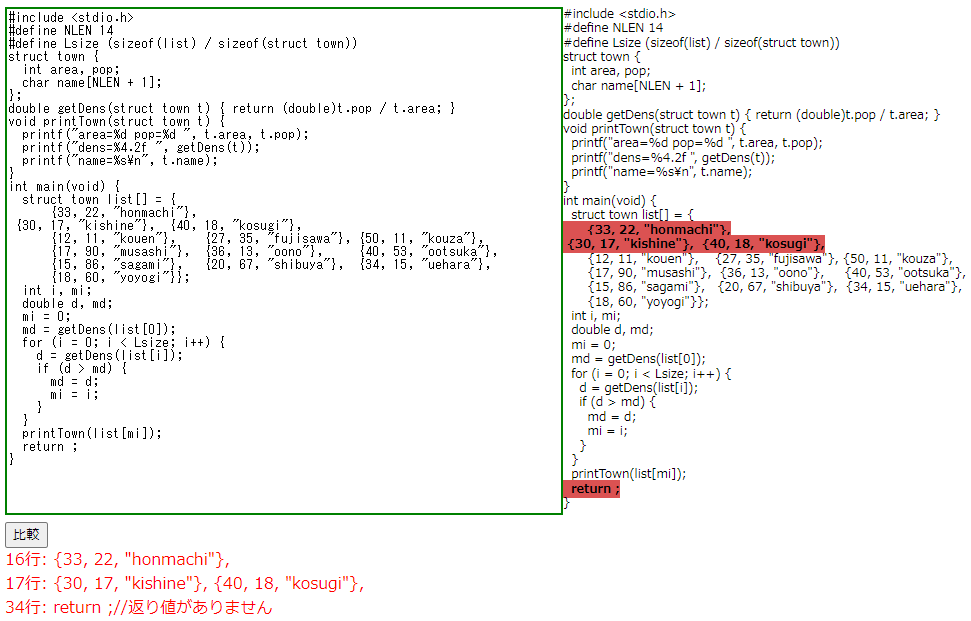 #include <stdio.h>
#define NLEN 14
#define Lsize (sizeof(list) / sizeof(struct town))
struct town {
  int area, pop;
  char name[NLEN + 1];
};
double getDens(struct town t) { return (double)t.pop / t.area; }
void printTown(struct town t) {
  printf("area=%d pop=%d ", t.area, t.pop);
  printf("dens=%4.2f ", getDens(t));
  printf("name=%s¥n", t.name);
}
int main(void) {
  struct town list[] = {
      {33, 22, "honmachi"},
 {30, 17, "kishine"},  {40, 18, "kosugi"},
      {12, 11, "kouen"},    {27, 35, "fujisawa"}, {50, 11, "kouza"},
      {17, 90, "musashi"},  {36, 13, "oono"},     {40, 53, "ootsuka"},
      {15, 86, "sagami"},   {20, 67, "shibuya"},  {34, 15, "uehara"},
      {18, 60, "yoyogi"}};
  int i, mi;
  double d, md;
  mi = 0;
  md = getDens(list[0]);
  for (i = 0; i < Lsize; i++) {
    d = getDens(list[i]);
    if (d > md) {
      md = d;
      mi = i;
    }
  }
  printTown(list[mi]);
  return ;
}
#include <stdio.h>
#define NLEN 14
#define Lsize (sizeof(list) / sizeof(struct town))
struct town {
  int area, pop;
  char name[NLEN + 1];
};
double getDens(struct town t) { return (double)t.pop / t.area; }
void printTown(struct town t) {
  printf("area=%d pop=%d ", t.area, t.pop);
  printf("dens=%4.2f ", getDens(t));
  printf("name=%s¥n", t.name);
}
int main(void) {
  struct town list[] = {
      {33, 22, "honmachi"},
 {30, 17, "kishine"},  {40, 18, "kosugi"},
      {12, 11, "kouen"},    {27, 35, "fujisawa"}, {50, 11, "kouza"},
      {17, 90, "musashi"},  {36, 13, "oono"},     {40, 53, "ootsuka"},
      {15, 86, "sagami"},   {20, 67, "shibuya"},  {34, 15, "uehara"},
      {18, 60, "yoyogi"}};
  int i, mi;
  double d, md;
  mi = 0;
  md = getDens(list[0]);
  for (i = 0; i < Lsize; i++) {
    d = getDens(list[i]);
    if (d > md) {
      md = d;
      mi = i;
    }
  }
  printTown(list[mi]);
  return ;
}
比較
16行: {33, 22, "honmachi"},
17行: {30, 17, "kishine"}, {40, 18, "kosugi"},
34行: return ;//返り値がありません